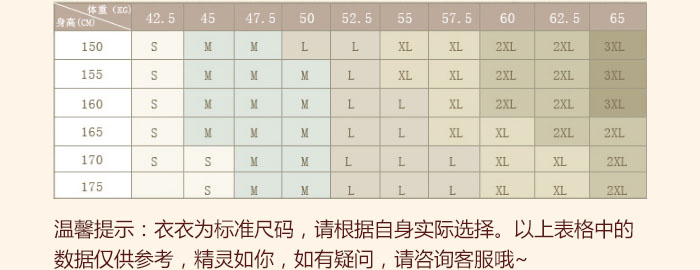 体重（KG）
身高(CM) 42.5 45 47.5 50 52.5 55 57.5 60 62.5 65
150 S M M L L XL XL 2XL 2XL 3XL
155 S M M M L XL XL 2XL 2XL 3XL
160 S M M M L L XL 2XL 2XL 3XL
165 S M M M L L XL XL 2XL 2XL
170 S S M M L L L XL XL 2XL
175 S M M L L L XL XL 2XL
温馨提示：衣衣为标准尺码，请根据自身实际选择。以上表格中的
数据仅供参考，精灵如你，如有疑问，请咨询客服哦~